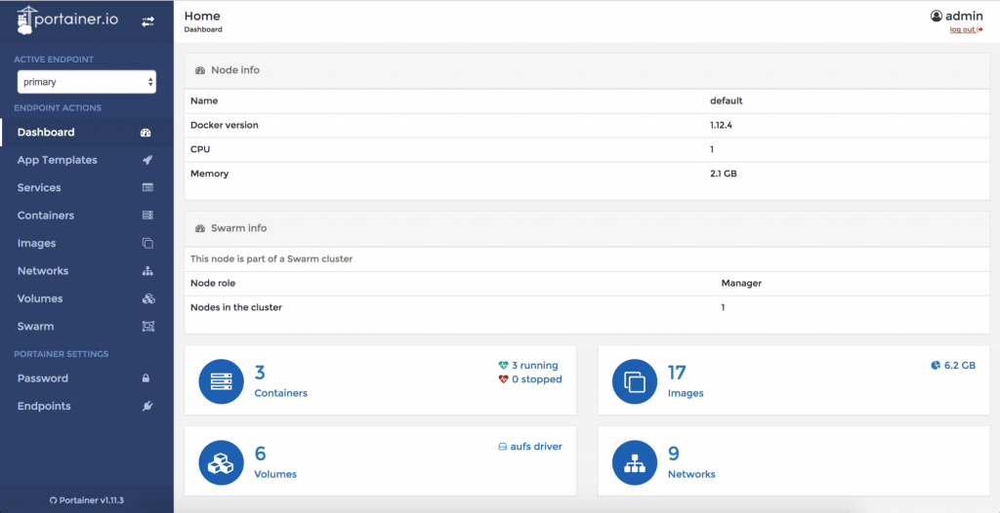 portainer.io
ACTIVE ENDPOINT
primary
ENDPOINT ACTIONS
Dashboard
App Templates
Services
Containers
Images
Networks
Volumes
Swarm
PORTAINER SETTINGS
Password
Endpoints
Portainer v1.11.3
Home
Dashboard
admin
log out
Node info
Name default
Docker version 1.12.4
CPU 1
Memory 2.1 GB
Swarm info
This node is part of a Swarm cluster
Node role Manager
Nodes in the cluster 1
3
Containers
3 running
0 stopped
17
Images
6.2 GB
6
Volumes
aufs driver
9
Networks